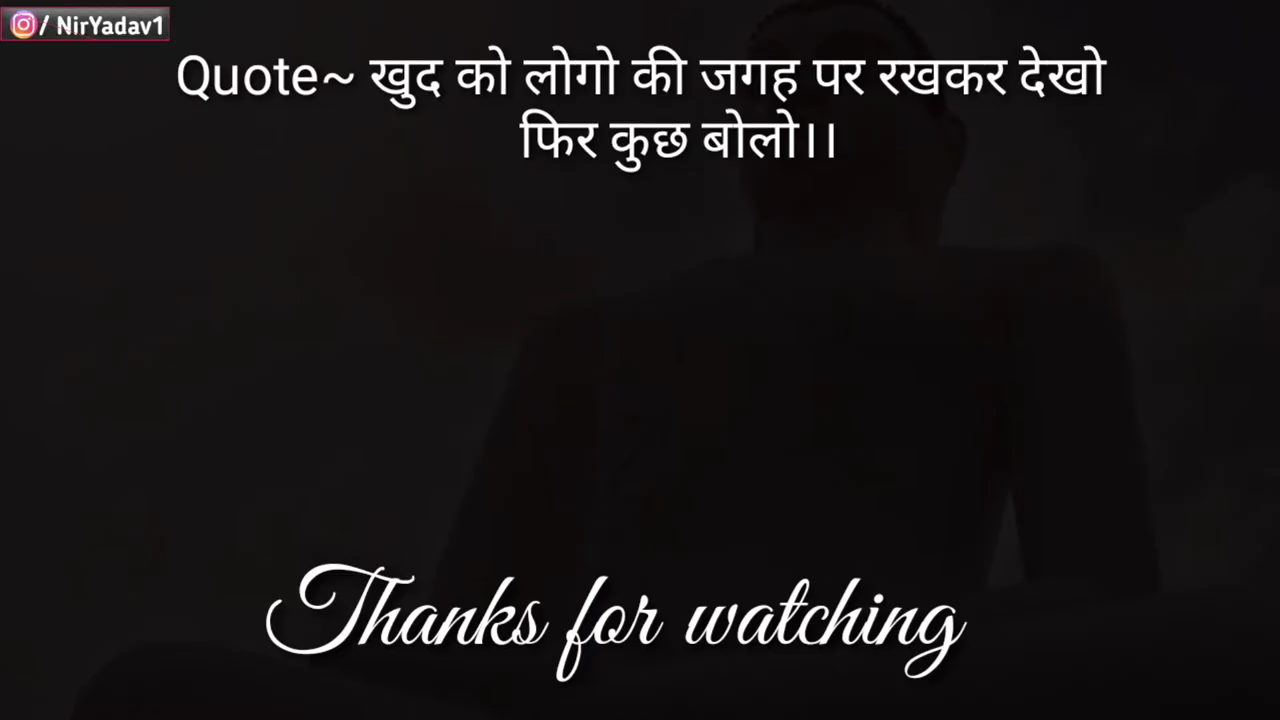 / NirYadav1
Quote~ खुद को लोगो की जगह पर रखकर देखो
फिर कुछ बोलो।।
Thanks for watching